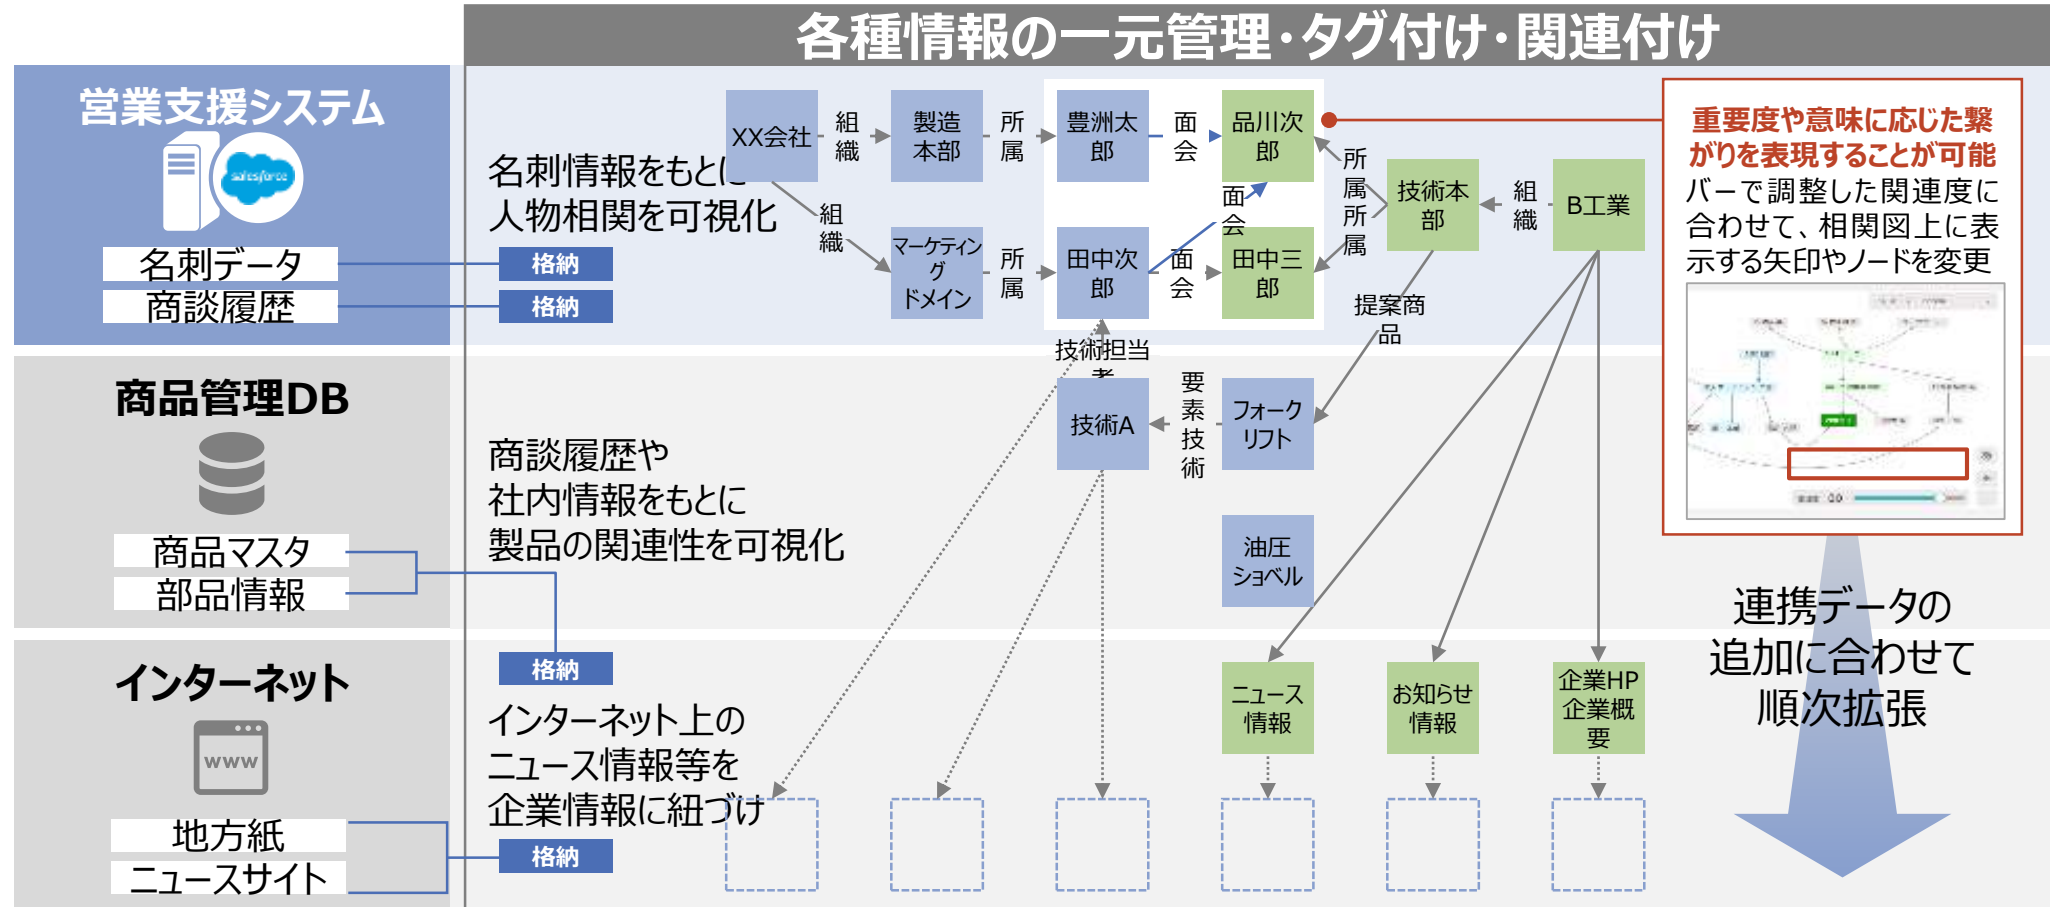 各種情報の一元管理・タグ付け・関連付け
営業支援システム
salesforce
名刺データ
商談履歴
名刺情報をもとに
人物相関を可視化
格納
格納
XX会社
組
織
製造
本部
所
属
豊洲太
郎
面
会
品川次
郎
組
織
マーケティン
グ
ドメイン
所
属
田中次
郎
面
会
面
会
田中三
郎
所
属
所
属
技術本
部
組
織
B工業
提案商
品
重要度や意味に応じた繋
がりを表現することが可能
バーで調整した関連度に
合わせて、相関図上に表
示する矢印やノードを変更
商品管理DB
商品マスタ
部品情報
商談履歴や
社内情報をもとに
製品の関連性を可視化
格納
技術担当
者
技術A
要
素
技
術
フォーク
リフト
油圧
ショベル
連携データの
追加に合わせて
順次拡張
インターネット
www
地方紙
ニュースサイト
インターネット上の
ニュース情報等を
企業情報に紐づけ
格納
ニュース
情報
お知らせ
情報
企業HP
企業概
要